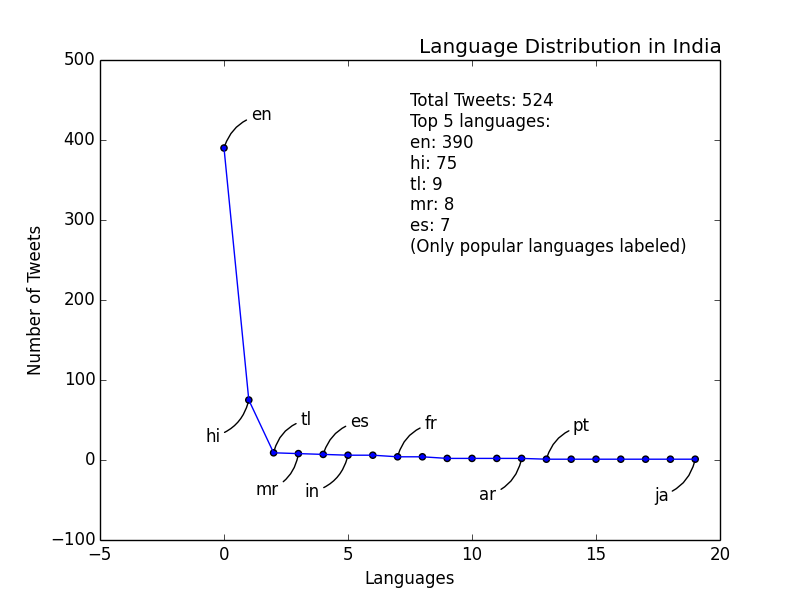 Language Distribution in India
500
400
300
200
100
0
−100
Number of Tweets
Total Tweets: 524
Top 5 languages:
en: 390
hi: 75
tl: 9
mr: 8
es: 7
(Only popular languages labeled)
en
hi
tl
mr
es
in
fr
ar
pt
ja
−5
0
5
10
15
20
Languages